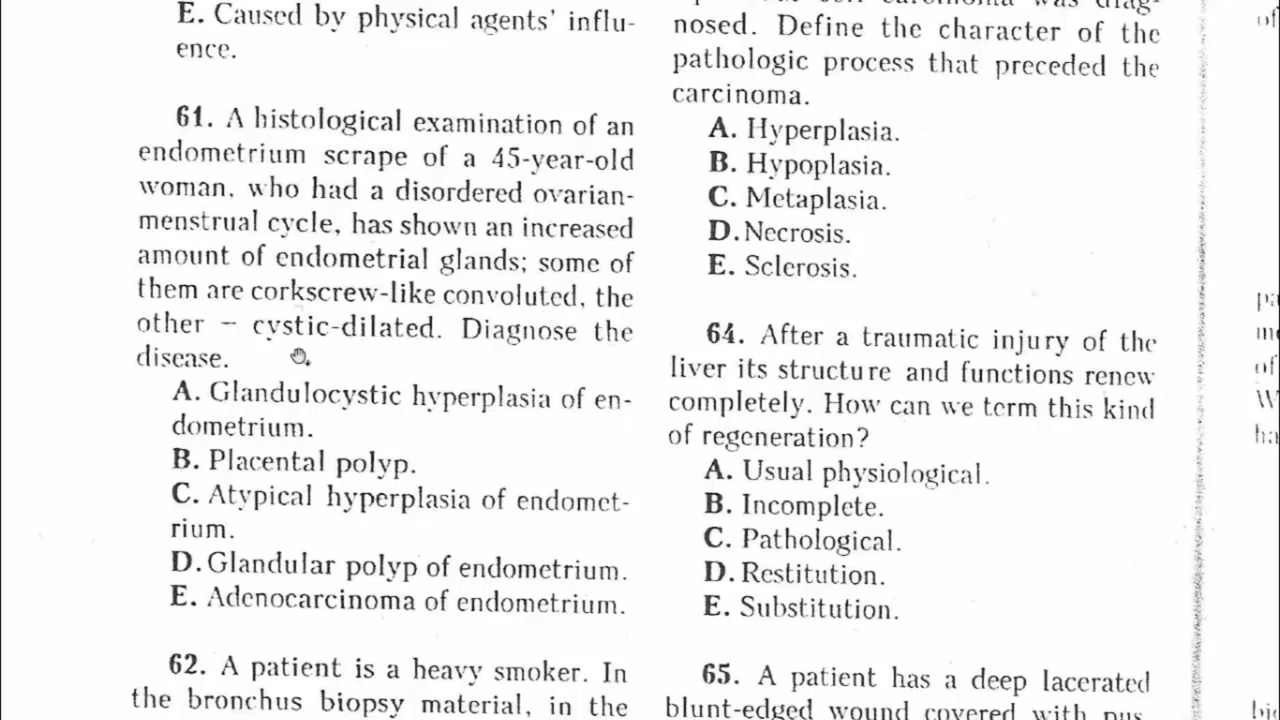 E. Caused by physical agents' influ-
ence.
61. A histological examination of an
endometrium scrape of a 45-year-old
woman, who had a disordered ovarian-
menstrual cycle, has shown an increased
amount of endometrial glands; some of
them are corkscrew-like convoluted, the
other – cystic-dilated. Diagnose the
disease.
A. Glandulocystic hyperplasia of en-
dometrium.
B. Placental polyp.
C. Atypical hyperplasia of endomet-
rium.
D. Glandular polyp of endometrium.
E. Adenocarcinoma of endometrium.
62. A patient is a heavy smoker. In
the bronchus biopsy material, in the
nosed. Define the character of the
pathologic process that preceded the
carcinoma.
A. Hyperplasia.
B. Hypoplasia.
C. Metaplasia.
D. Necrosis.
E. Sclerosis.
64. After a traumatic injury of the
liver its structure and functions renew
completely. How can we term this kind
of regeneration?
A. Usual physiological.
B. Incomplete.
C. Pathological.
D. Restitution.
E. Substitution.
65. A patient has a deep lacerated
blunt-edged wound covered with pus.